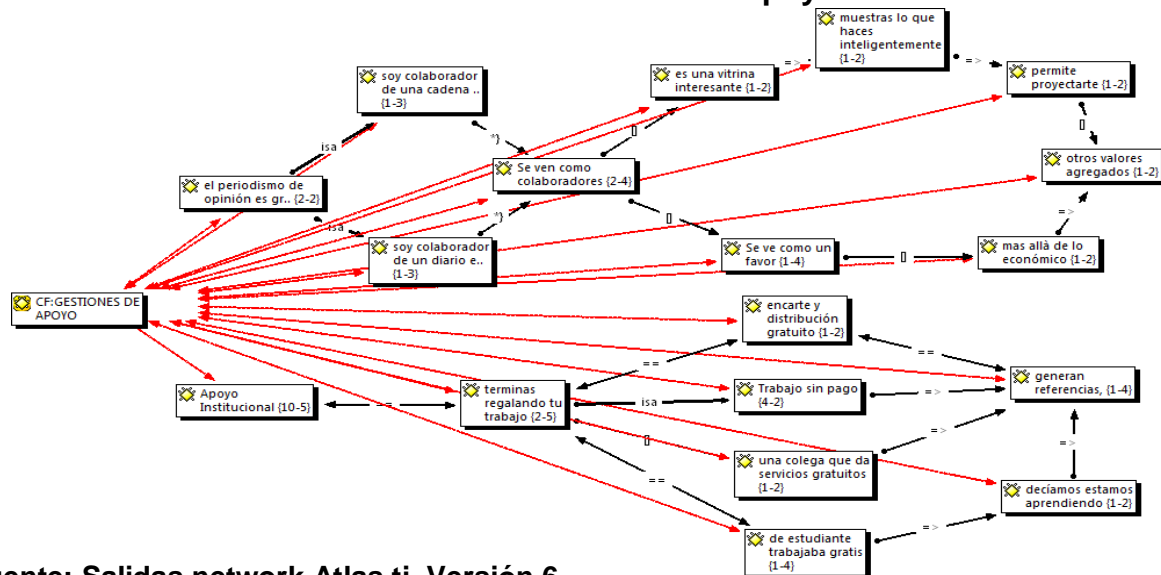 muestras lo que
haces
inteligentemente
{1-2}
=>
=>
soy colaborador
de una cadena ..
{1-3}
es una vitrina
interesante {1-2}
permite
proyectarte {1-2}
isa
*}
[]
[]
Se ven como
colaboradores {2-4}
otros valores
agregados {1-2}
el periodismo de
opinión es gr.. {2-2}
isa
*}
[]
=>
soy colaborador
de un diario e..
{1-3}
Se ve como un
favor {1-4}
[]
mas allà de lo
económico {1-2}
CF:GESTIONES DE
APOYO
encarte y
distribución
gratuito {1-2}
==
==
Apoyo
Institucional {10-5}
==
terminas
regalando tu
trabajo {2-5}
isa
Trabajo sin pago
{4-2}
=>
generan
referencias, {1-4}
[]
=>
=>
una colega que da
servicios gratuitos
{1-2}
==
decíamos estamos
aprendiendo {1-2}
=>
de estudiante
trabajaba gratis
{1-4}
Salidas network Atlas.ti. Versión 6